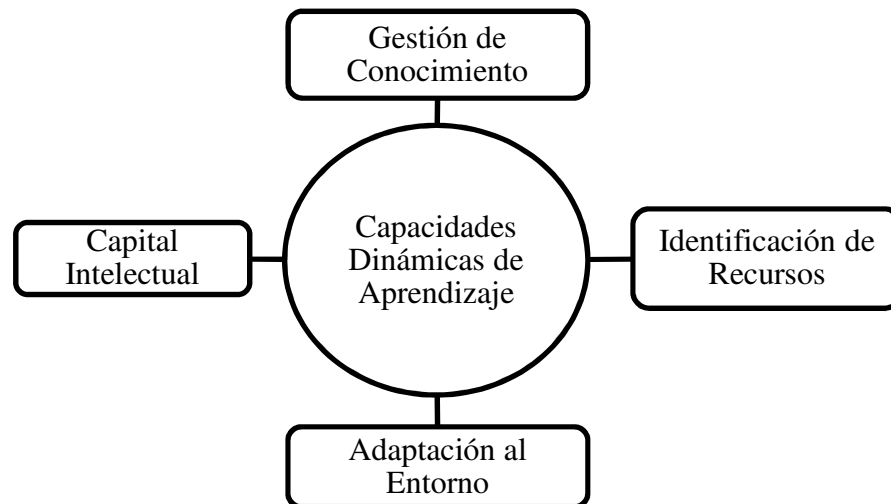 Gestión de
Conocimiento
Capital
Intelectual
Capacidades
Dinámicas de
Aprendizaje
Identificación de
Recursos
Adaptación al
Entorno